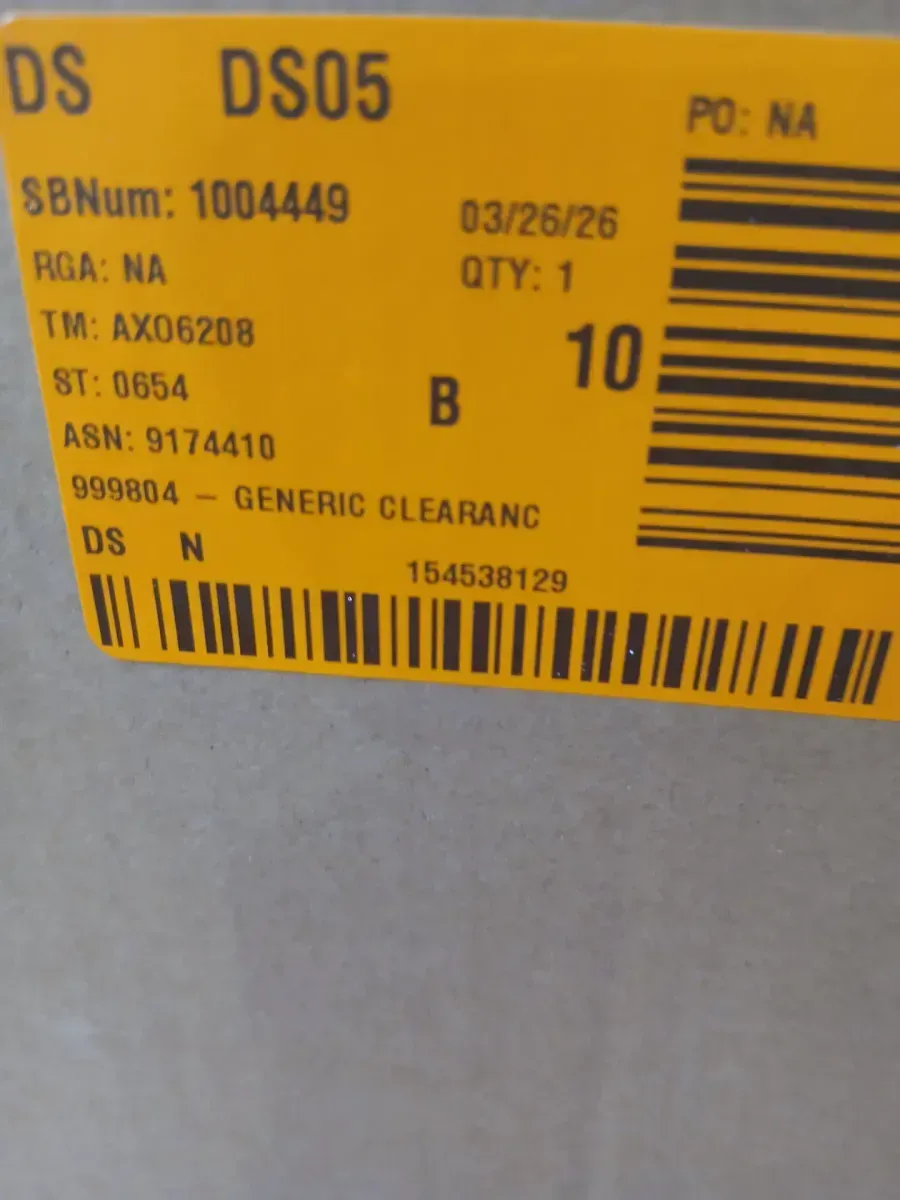 DS DS05
PO: NA
SBNum: 1004449 03/26/26
RGA: NA QTY: 1
TM: AX06208
10
ST: 0654 B
ASN: 9174410
999804 – GENERIC CLEARANC
DS N
154538129